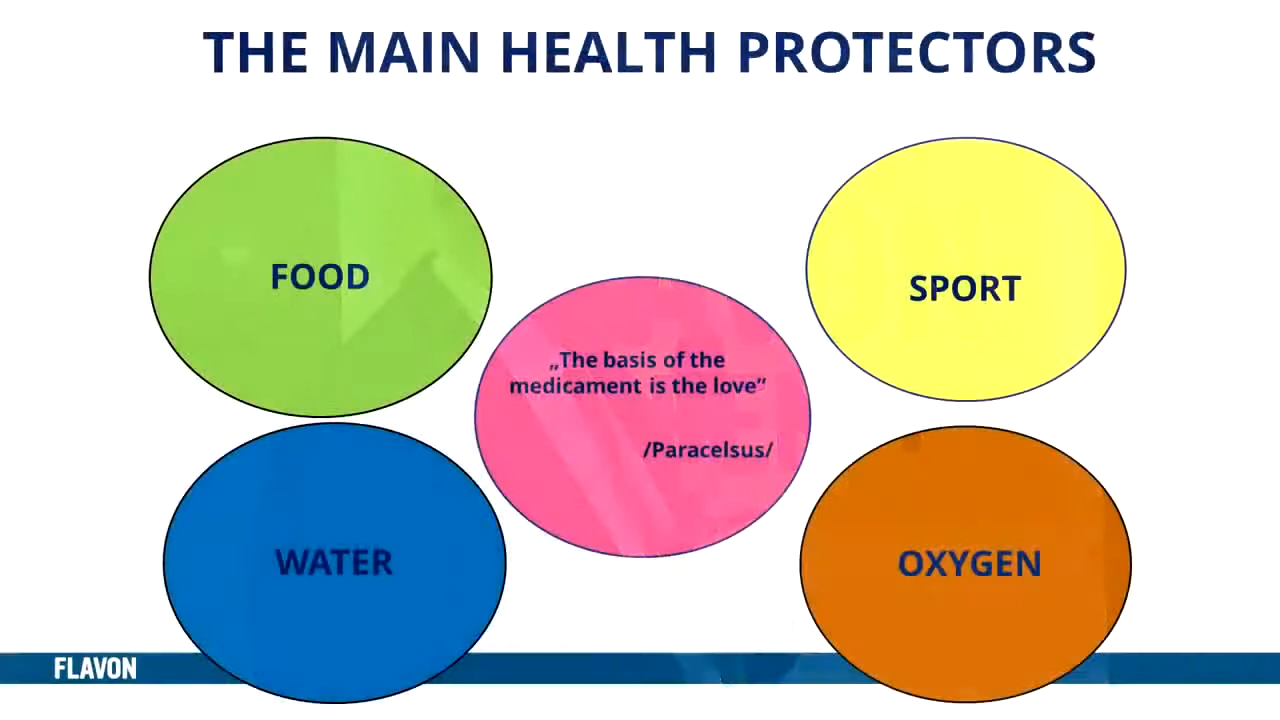 THE MAIN HEALTH PROTECTORS
FOOD
SPORT
„The basis of the
medicament is the love”
/Paracelsus/
WATER
OXYGEN
FLAVON